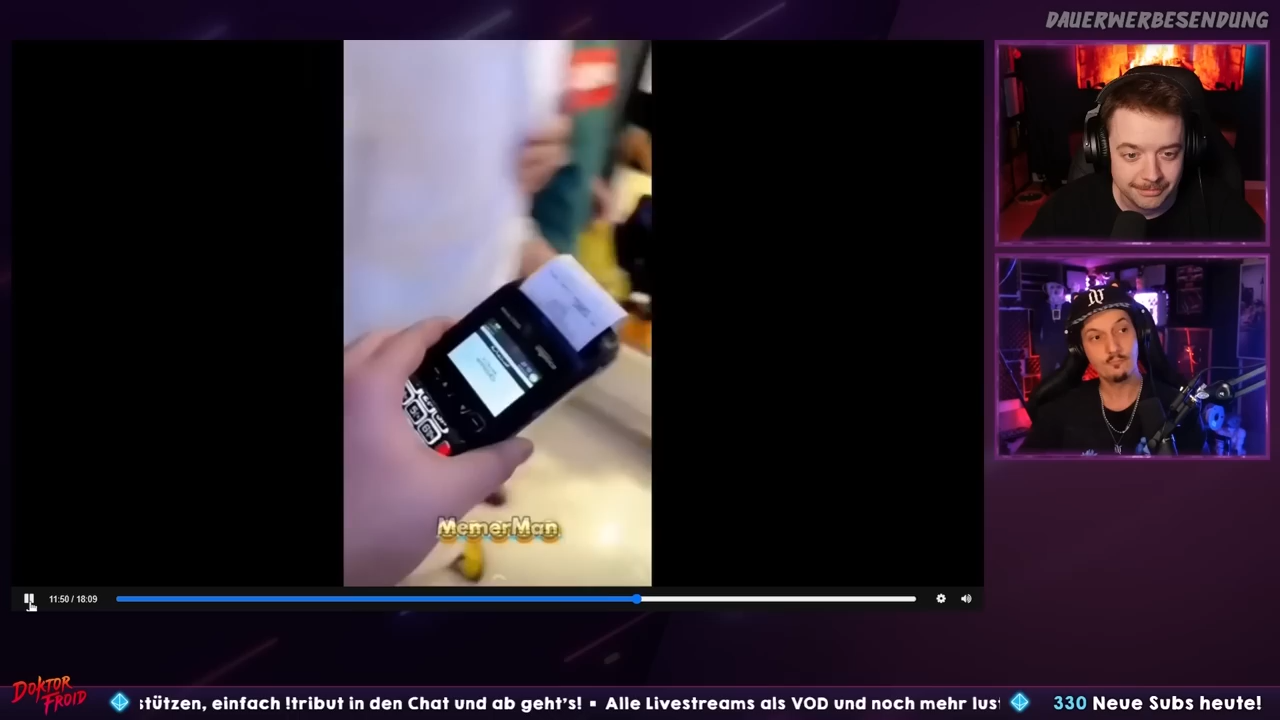 DAUERWERBESENDUNG
MemerMan
11:50 / 18:09
DOKTOR
FROID
stützen, einfach !tribut in den Chat und ab geht's! ▪ Alle Livestreams als VOD und noch mehr lus
330 Neue Subs heute!